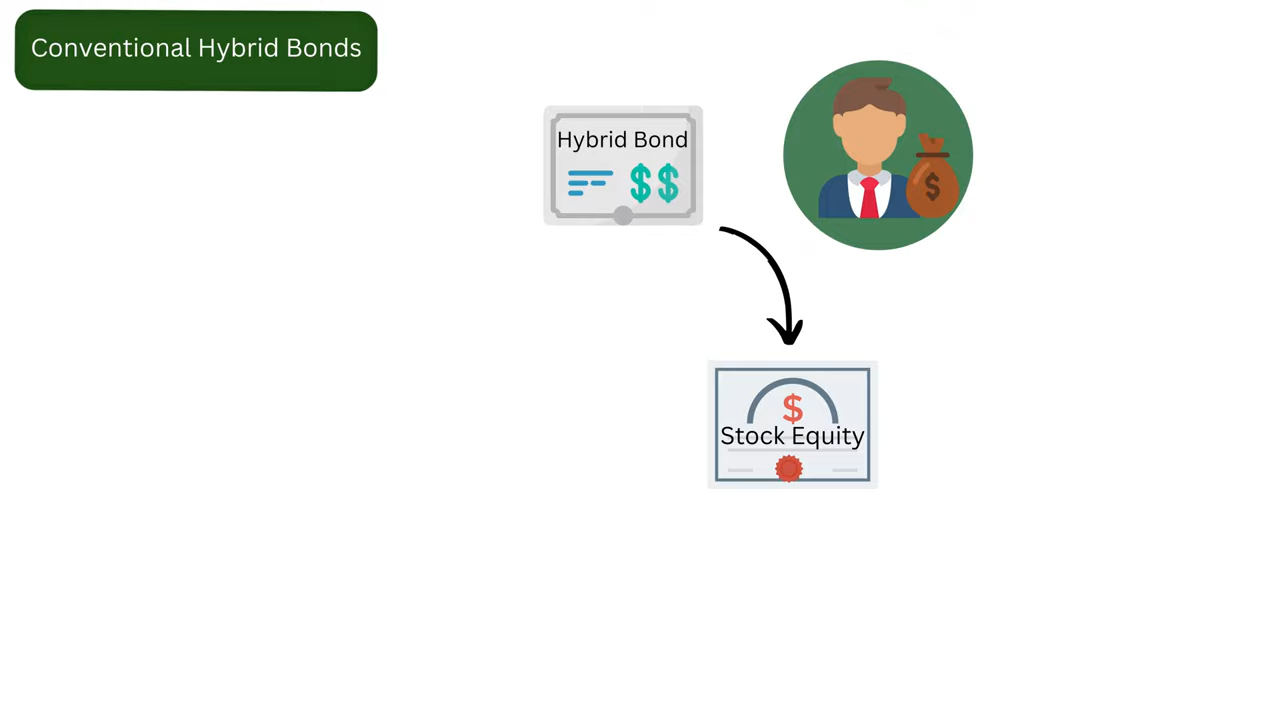 Conventional Hybrid Bonds
Hybrid Bond
$$
$
$
Stock Equity